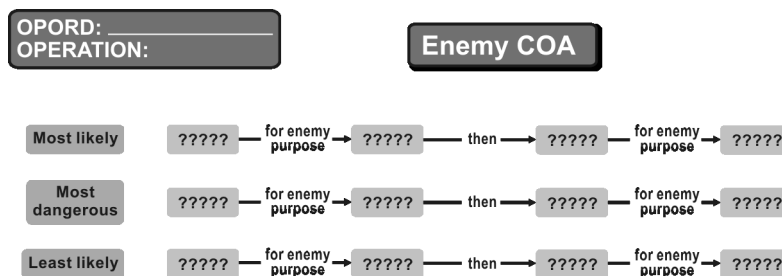 OPORD: ____________________
OPERATION:
Enemy COA
Most likely ????? for enemy purpose ????? then ????? for enemy purpose ?????
Most dangerous ????? for enemy purpose ????? then ????? for enemy purpose ?????
Least likely ????? for enemy purpose ????? then ????? for enemy purpose ?????